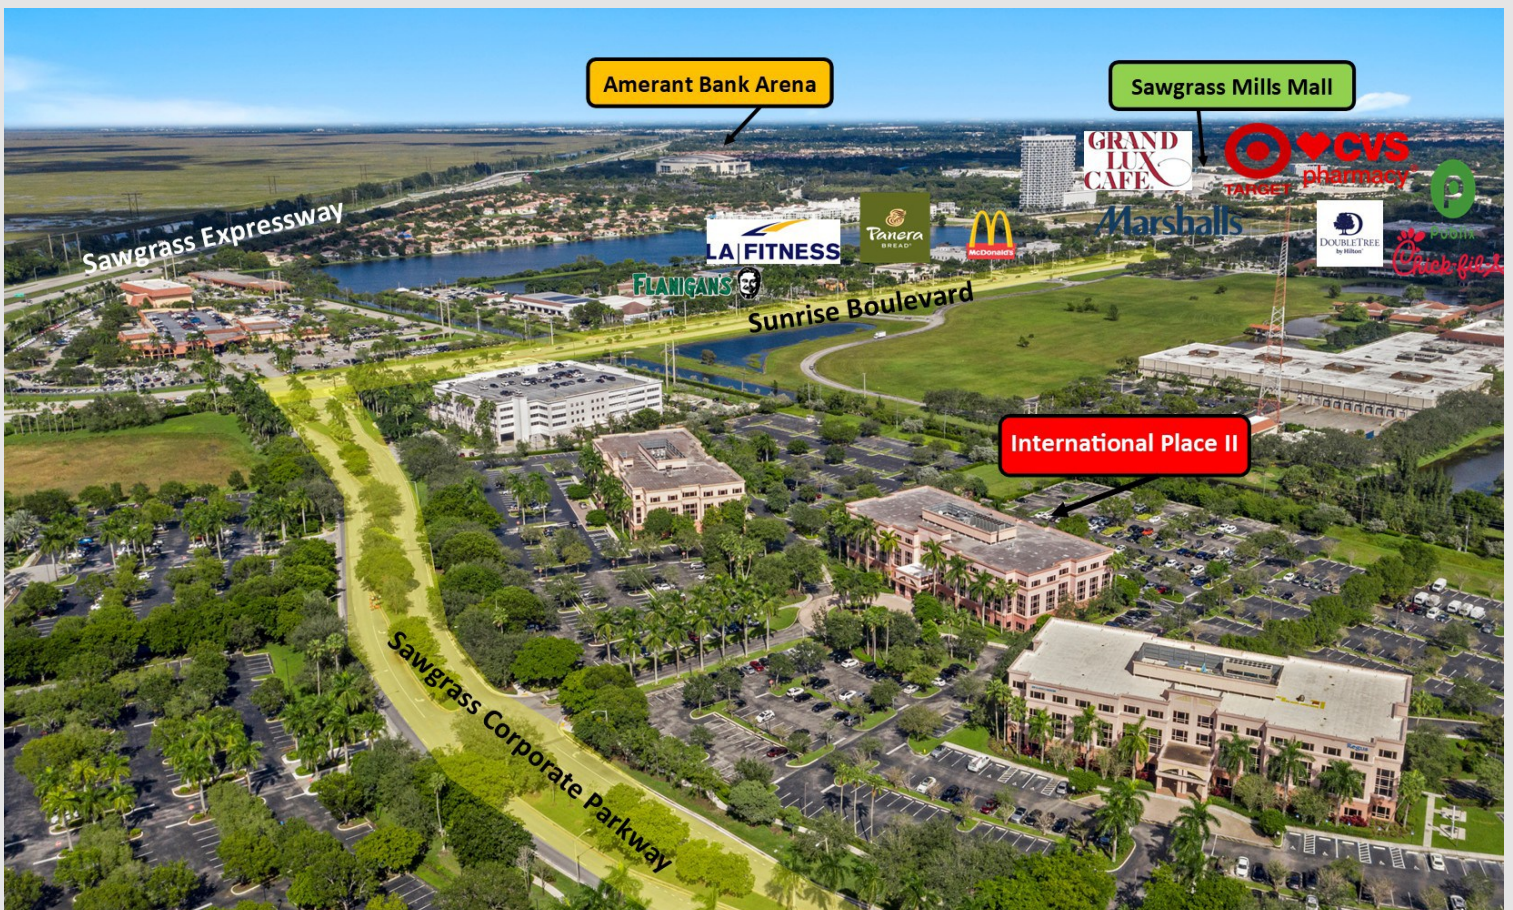 Amerant Bank Arena
Sawgrass Mills Mall
GRAND
LUX
CAFE
TARGET
CVS
pharmacy
Marshalls
DOUBLETREE
by Hilton
Publix
Chick-fil-A
Sawgrass Expressway
LA|FITNESS
Panera
BREAD
McDonald's
FLANIGANS
Sunrise Boulevard
International Place II
Sawgrass Corporate Parkway
Regus